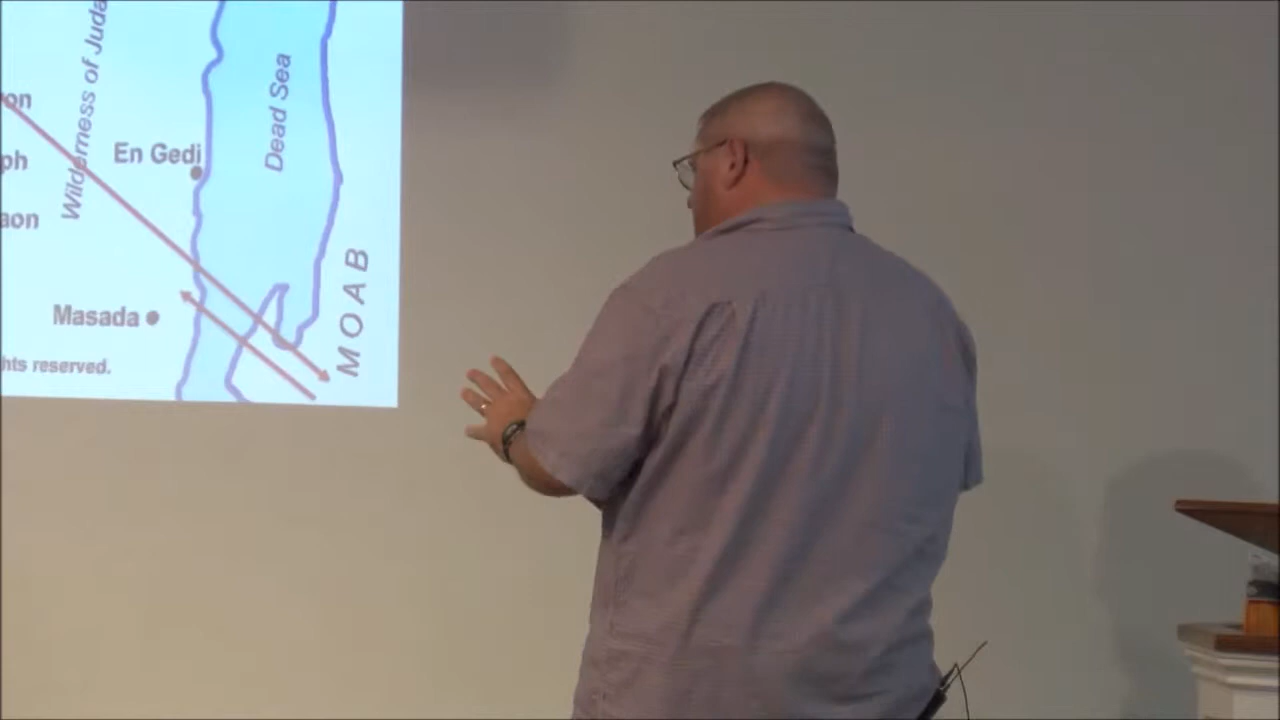 Wilderness of Juda
Dead Sea
on
En Gedi
ph
aon
MOAB
Masada
hts reserved.